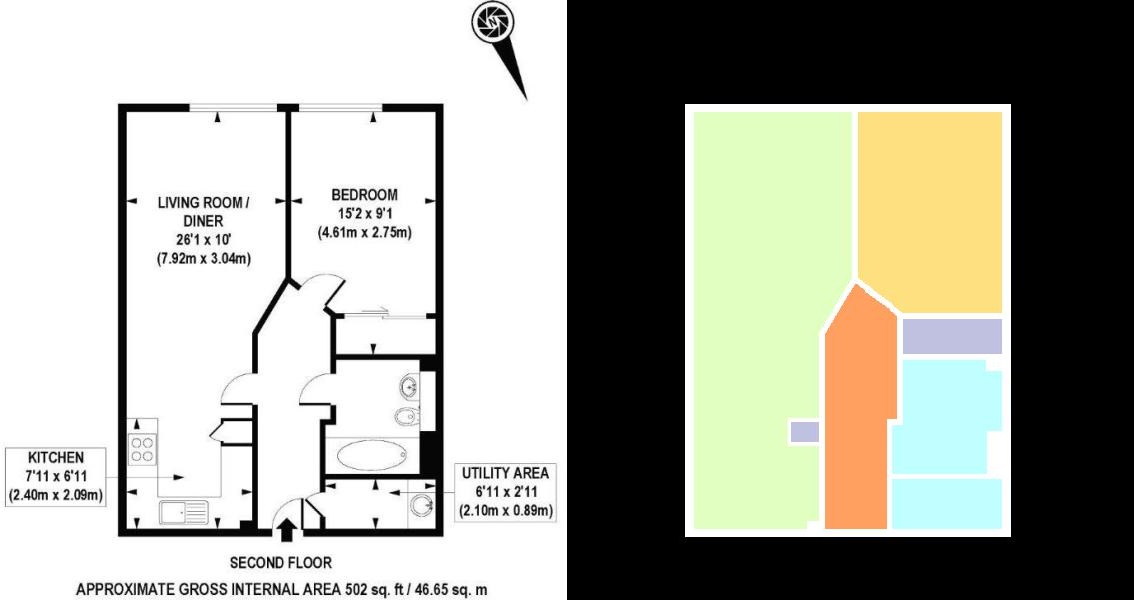 LIVING ROOM /
DINER
26'1 x 10'
(7.92m x 3.04m)
BEDROOM
15'2 x 9'1
(4.61m x 2.75m)
KITCHEN
7'11 x 6'11
(2.40m x 2.09m)
UTILITY AREA
6'11 x 2'11
(2.10m x 0.89m)
SECOND FLOOR
APPROXIMATE GROSS INTERNAL AREA 502 sq. ft / 46.65 sq. m